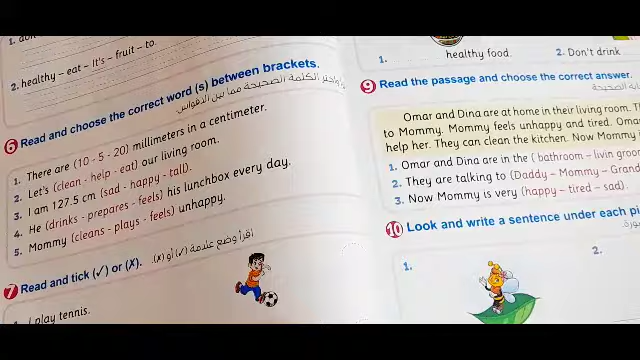 1. don'
2. healthy – eat – It's – fruit – to.
6 Read and choose the correct word (s) between brackets.
الكلمة الصحيحة مما بين الأقواس
1. There are (10 - 5 - 20) millimeters in a centimeter.
2. Let's (clean - help - eat) our living room.
3. I am 127.5 cm (sad - happy - tall).
4. He (drinks - prepares - feels) his lunchbox every day.
5. Mommy (cleans - plays - feels) unhappy.
7 Read and tick (✓) or (X).
اقرأ وضع علامة (✓) أو (X).
I play tennis.
1. healthy food.
2. Don't drink
9 Read the passage and choose the correct answer.
Omar and Dina are at home in their living room. T
to Mommy. Mommy feels unhappy and tired. Omar
help her. They can clean the kitchen. Now Mommy
1. Omar and Dina are in the ( bathroom – livin groo
2. They are talking to (Daddy – Mommy – Grand
3. Now Mommy is very (happy – tired – sad).
10 Look and write a sentence under each pi
1.
2.